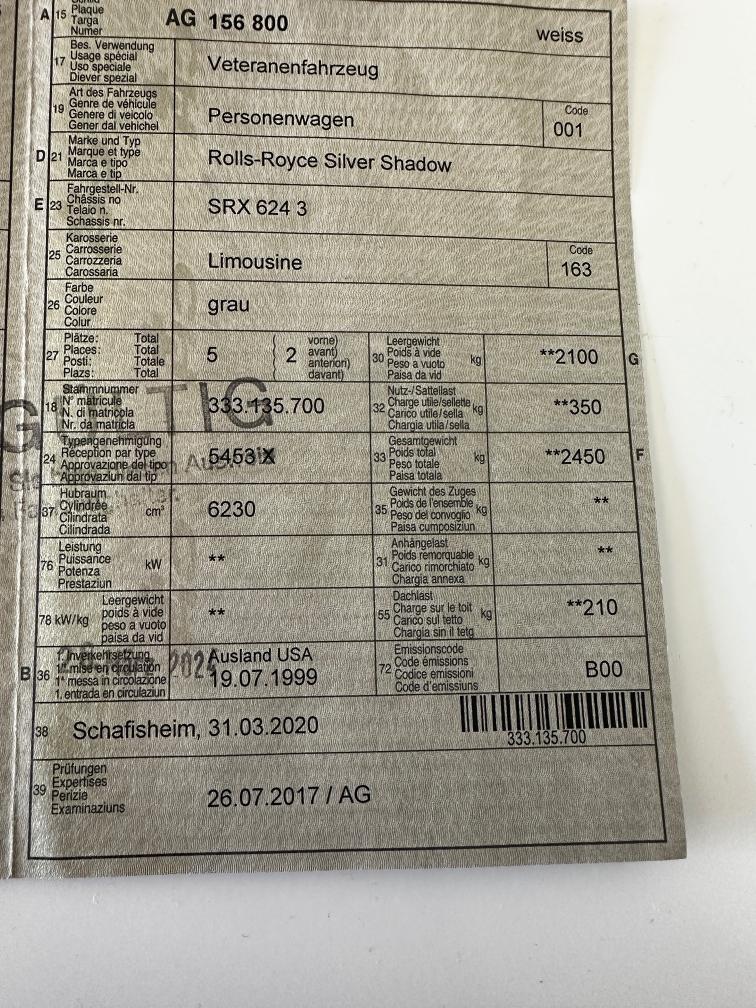 A 15 Plaque AG 156 800 weiss
Targa
Numer
17 Bes. Verwendung
Usage spécial
Uso speciale
Diever spezial
Veteranenfahrzeug
19 Art des Fahrzeugs
Genre de véhicule
Genere di veicolo
Gener dal vehichel
Personenwagen
Code
001
D 21 Marke und Typ
Marque et type
Marca e tipo
Marca e tip
Rolls-Royce Silver Shadow
E 23 Fahrgestell-Nr.
Châssis no
Telaio n.
Schassis nr.
SRX 624 3
25 Karosserie
Carrosserie
Carrozzeria
Carossaria
Limousine
Code
163
26 Farbe
Couleur
Colore
Colur
grau
27 Plätze: Total
Places: Total
Posti: Totale
Plazs: Total
5
2 vorne)
avant)
anterion)
davant)
30 Leergewicht
Poids à vide
Peso a vuoto
Paisa da vid
kg
**2100 G
18 Stammnummer
N° matricule
N. di matricola
Nr. da matricla
333.135.700
32 Nutz-/Sattellast
Charge utile/sellette
Carico utile/sella
Chargia utila/sella
kg
**350
24 Typengenehmigung
Réception par type
Approvazione del tipo
Approvaziun dal tip
5453
33 Gesamtgewicht
Poids total
Peso totale
Paisa totala
kg
**2450 F
37 Hubraum
Cylindrée
Cilindrata
Cilindrada
cm³
6230
35 Gewicht des Zuges
Poids de l'ensemble
Peso del convoglio
Paisa cumposiziun
kg
**
76 Leistung
Puissance
Potenza
Prestaziun
kW
**
31 Anhängelast
Poids remorquable
Carico rimorchiato
Chargia annexa
kg
**
78 kW/kg Leergewicht
poids à vide
peso a vuoto
paisa da vid
**
55 Dachlast
Charge sur le toit
Carico sul tetto
Chargia sin il tetg
kg
**210
B 36 1. Inverkehrsetzung
1re mise en circulation
1ª messa in circolazione
1. entrada en circulaziun
Ausland USA
19.07.1999
72 Emissionscode
Code émissions
Codice emissioni
Code d'emissiuns
B00
38 Schafisheim, 31.03.2020
333.135.700
39 Prüfungen
Expertises
Perizie
Examinaziuns
26.07.2017 / AG